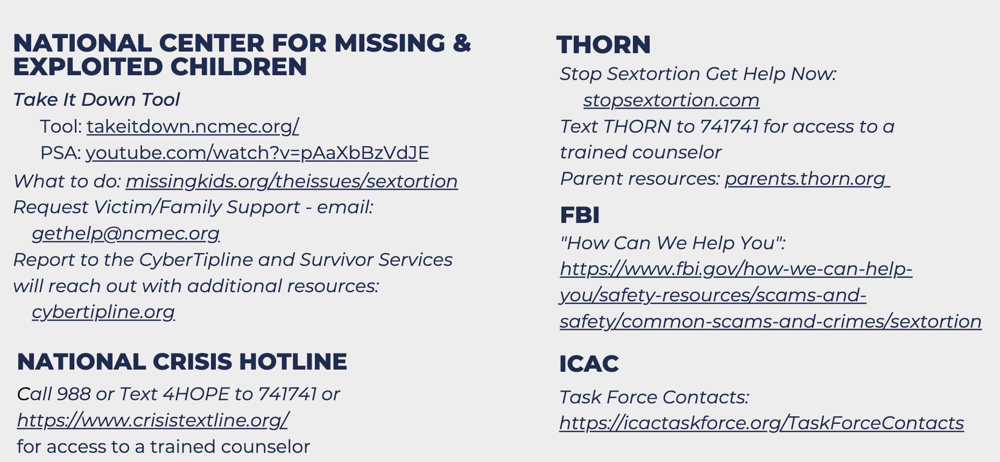 NATIONAL CENTER FOR MISSING &
EXPLOITED CHILDREN
Take It Down Tool
Tool: takeitdown.ncmec.org/
PSA: youtube.com/watch?v=pAaXbBzVdJE
What to do: missingkids.org/theissues/sextortion
Request Victim/Family Support - email:
gethelp@ncmec.org
Report to the CyberTipline and Survivor Services
will reach out with additional resources:
cybertipline.org
NATIONAL CRISIS HOTLINE
Call 988 or Text 4HOPE to 741741 or
https://www.crisistextline.org/
for access to a trained counselor
THORN
Stop Sextortion Get Help Now:
stopsextortion.com
Text THORN to 741741 for access to a
trained counselor
Parent resources: parents.thorn.org
FBI
"How Can We Help You":
https://www.fbi.gov/how-we-can-help-
you/safety-resources/scams-and-
safety/common-scams-and-crimes/sextortion
ICAC
Task Force Contacts:
https://icactaskforce.org/TaskForceContacts